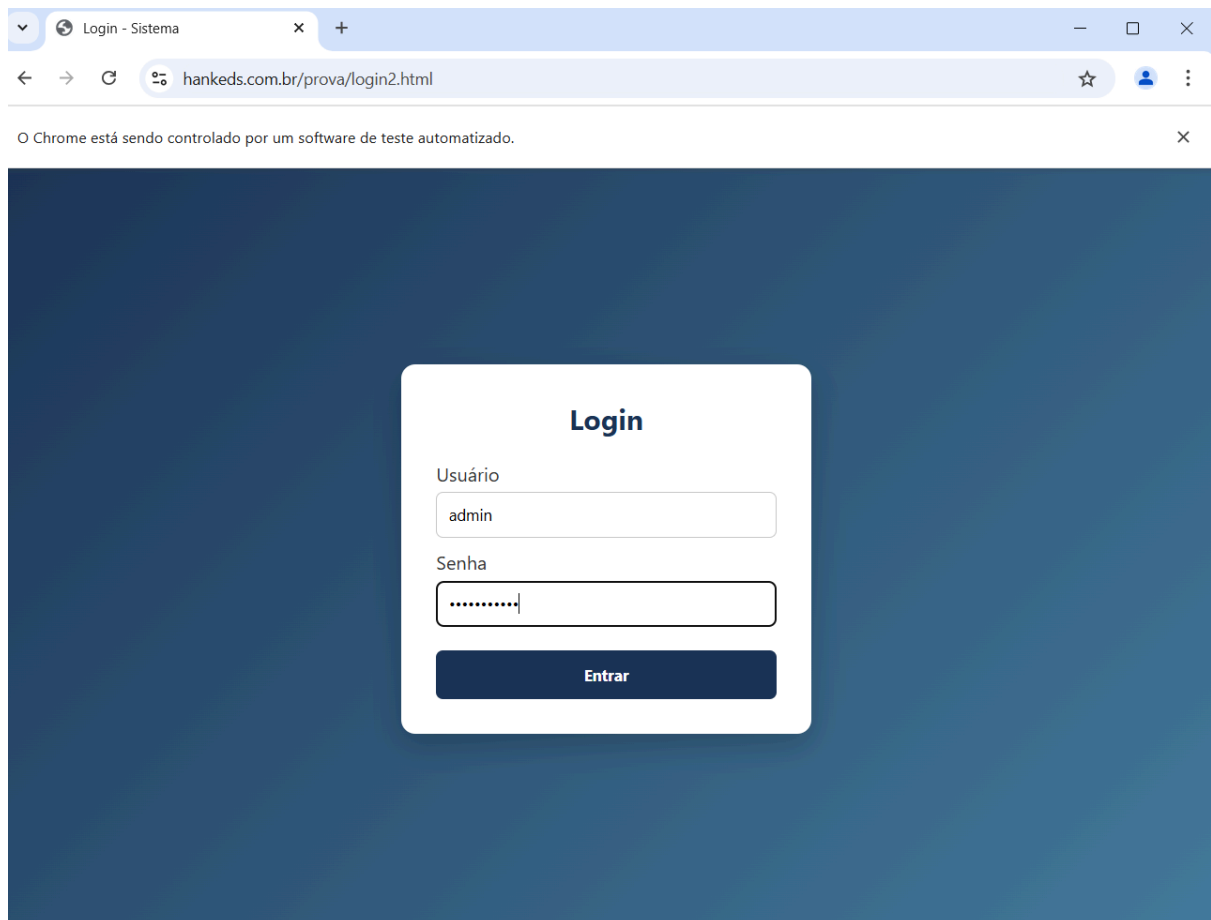 Login - Sistema
hankeds.com.br/prova/login2.html
O Chrome está sendo controlado por um software de teste automatizado.
Login
Usuário
admin
Senha
•••••••••••
Entrar